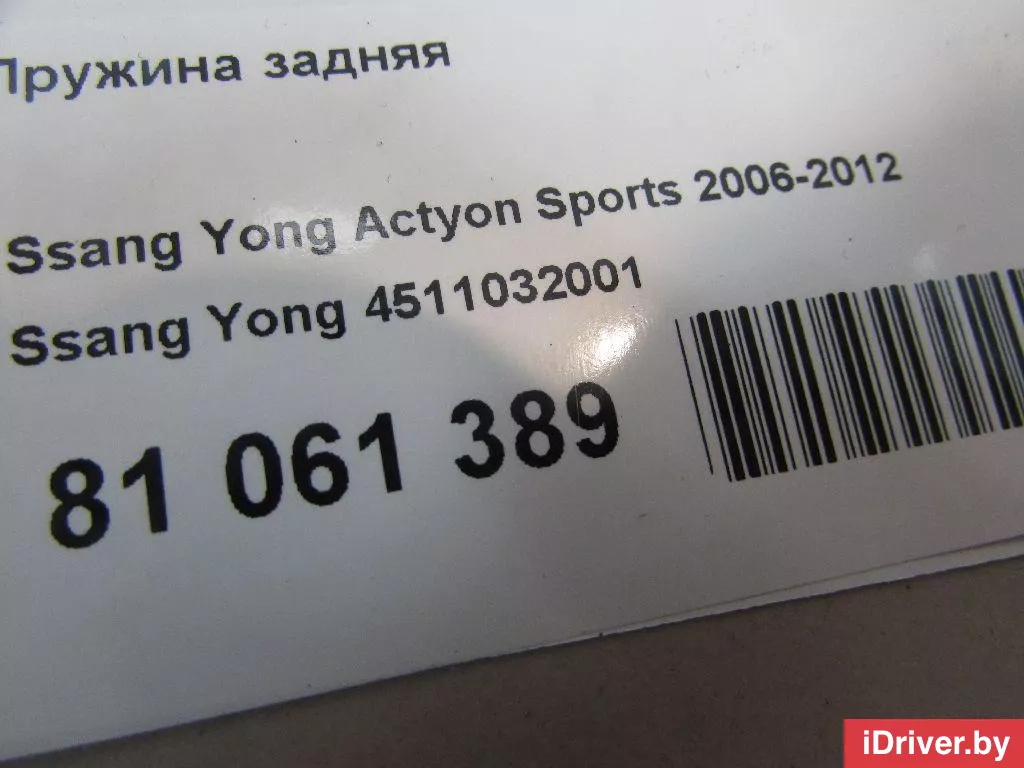 Пружина задняя
Ssang Yong Actyon Sports 2006-2012
Ssang Yong 4511032001
81 061 389
iDriver.by